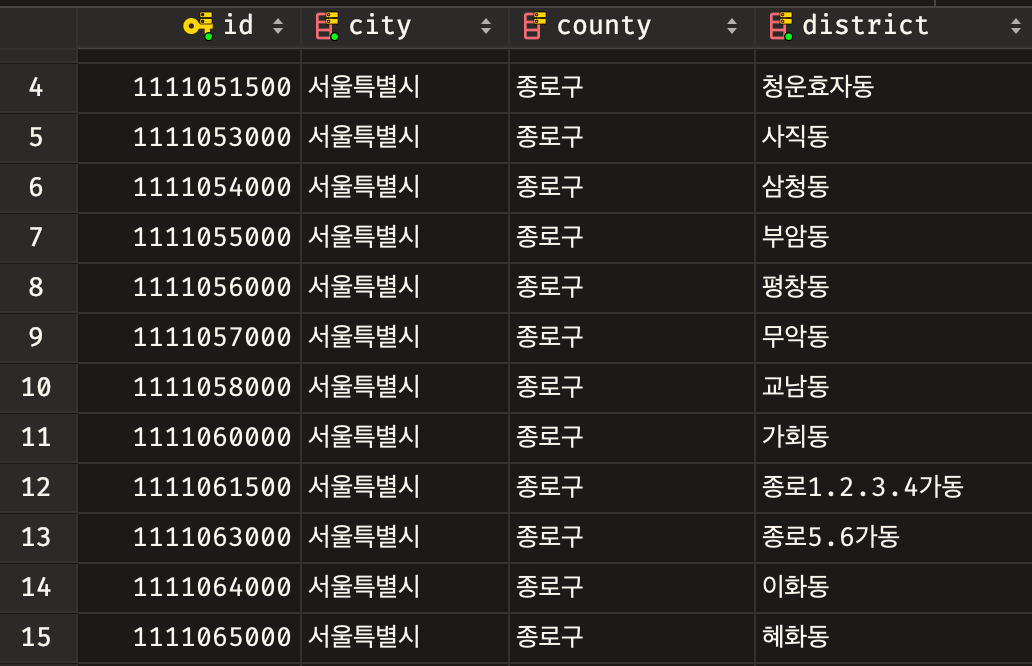 id city county district
4 1111051500 서울특별시 종로구 청운효자동
5 1111053000 서울특별시 종로구 사직동
6 1111054000 서울특별시 종로구 삼청동
7 1111055000 서울특별시 종로구 부암동
8 1111056000 서울특별시 종로구 평창동
9 1111057000 서울특별시 종로구 무악동
10 1111058000 서울특별시 종로구 교남동
11 1111060000 서울특별시 종로구 가회동
12 1111061500 서울특별시 종로구 종로1.2.3.4가동
13 1111063000 서울특별시 종로구 종로5.6가동
14 1111064000 서울특별시 종로구 이화동
15 1111065000 서울특별시 종로구 혜화동